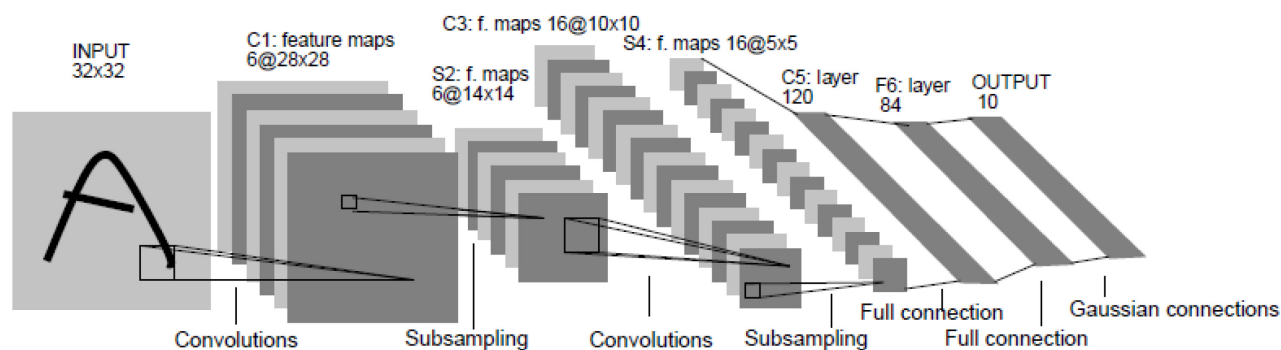 INPUT
32x32
C1: feature maps
6@28x28
S2: f. maps
6@14x14
C3: f. maps 16@10x10
S4: f. maps 16@5x5
C5: layer
120
F6: layer
84
OUTPUT
10
Convolutions
Subsampling
Convolutions
Subsampling
Full connection
Full connection
Gaussian connections